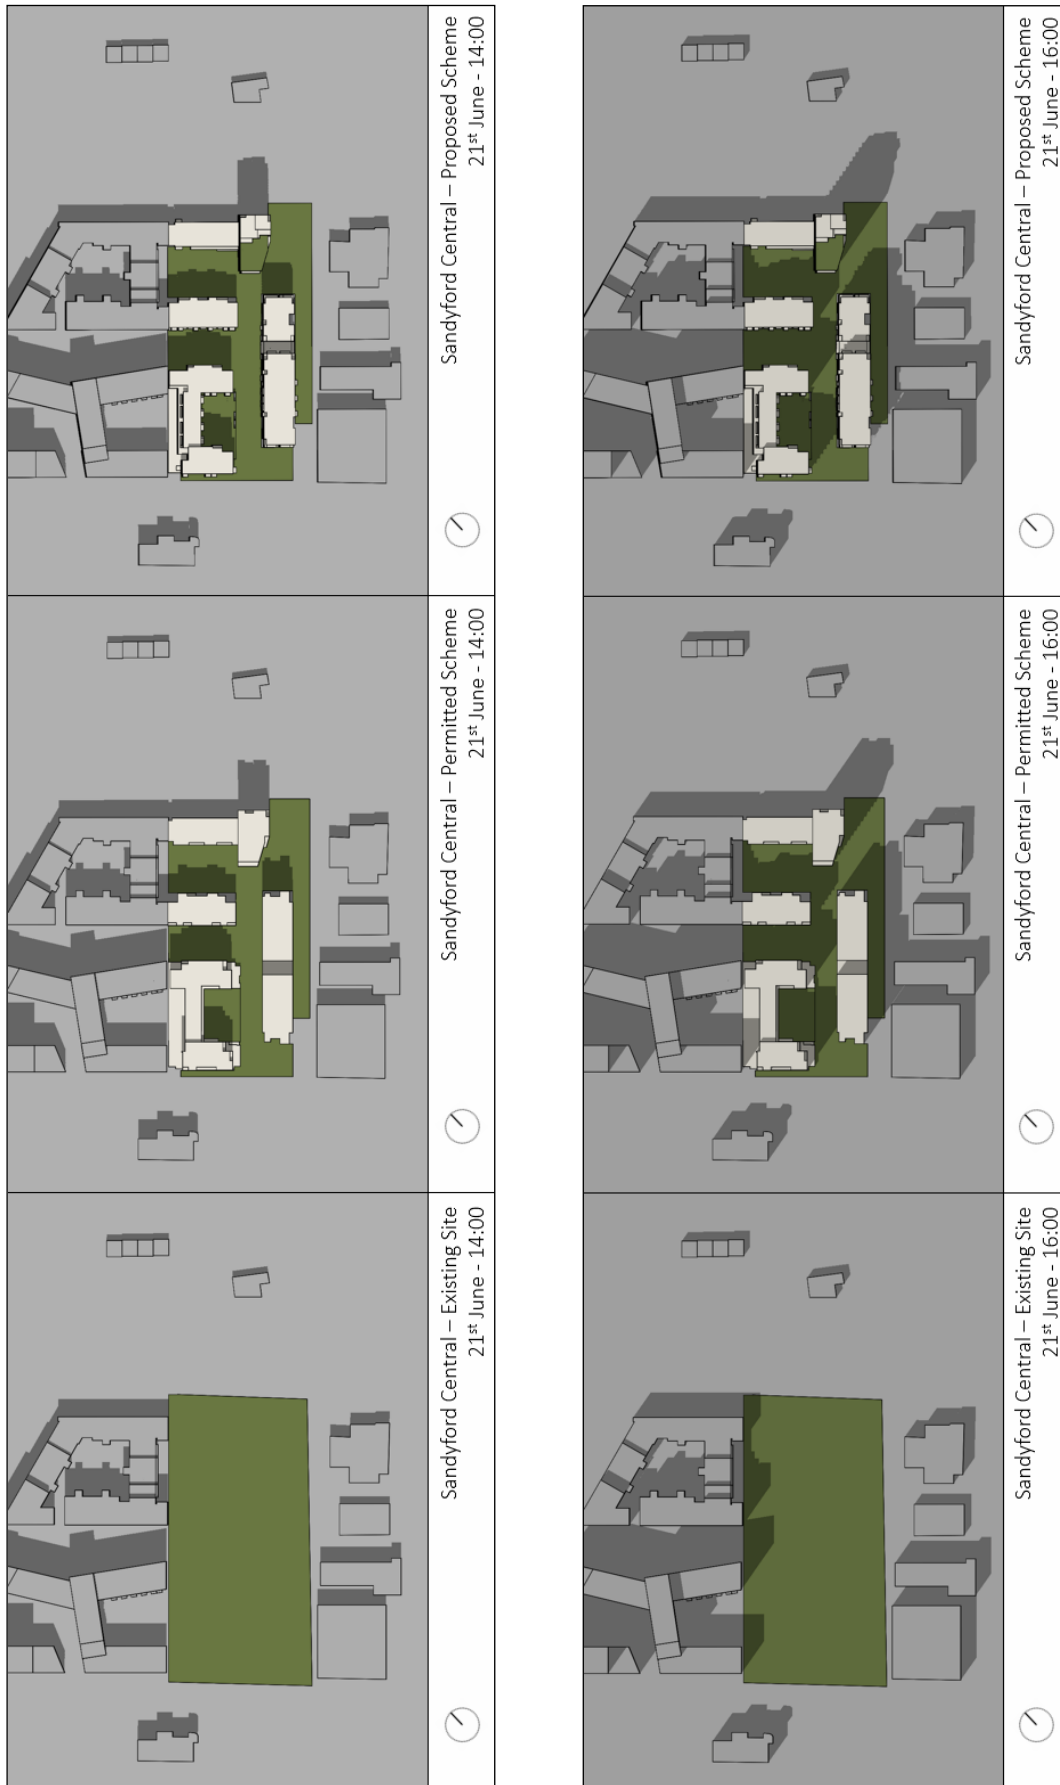 Sandyford Central – Existing Site
21st June - 14:00
Sandyford Central – Permitted Scheme
21st June - 14:00
Sandyford Central – Proposed Scheme
21st June - 14:00
Sandyford Central – Existing Site
21st June - 16:00
Sandyford Central – Permitted Scheme
21st June - 16:00
Sandyford Central – Proposed Scheme
21st June - 16:00